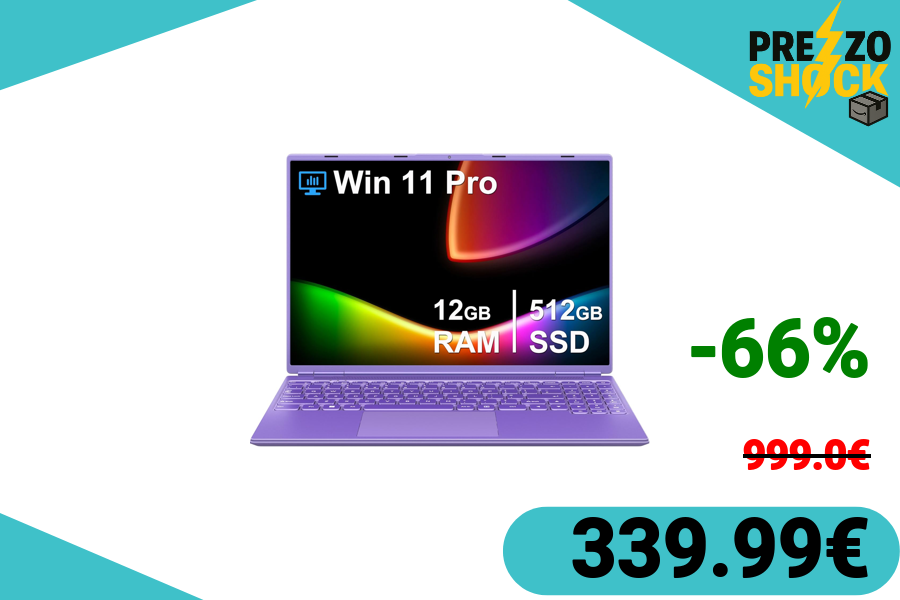 PREZZO
SHOCK
Win 11 Pro
12GB
RAM
512GB
SSD
-66%
999.0€
339.99€